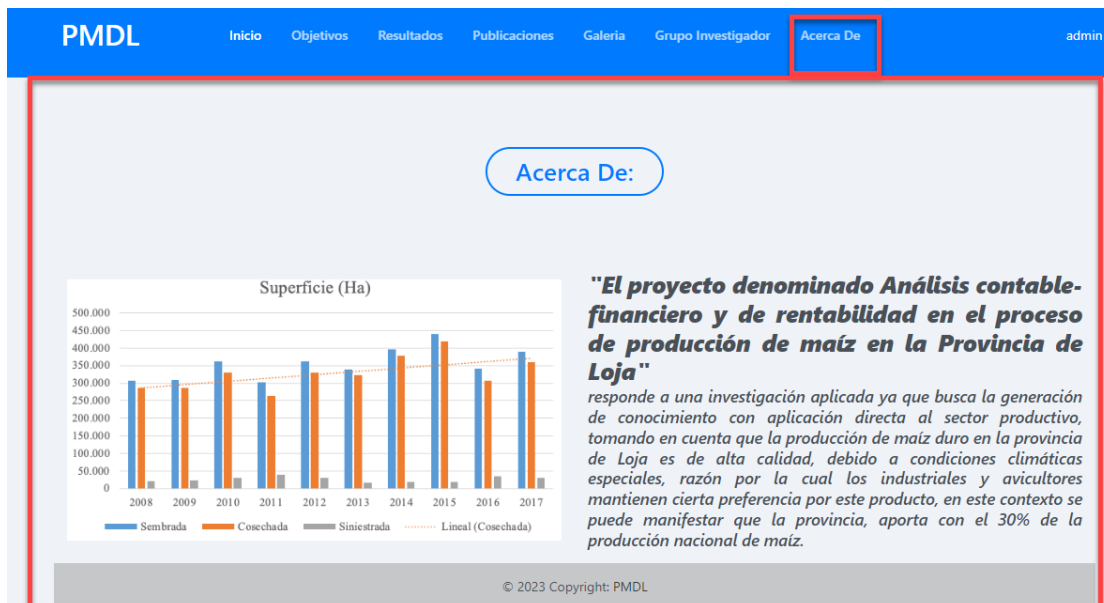 PMDL Inicio Objetivos Resultados Publicaciones Galeria Grupo Investigador Acerca De admin
Acerca De:
Superficie (Ha)
500.000
450.000
400.000
350.000
300.000
250.000
200.000
150.000
100.000
50.000
0
2008 2009 2010 2011 2012 2013 2014 2015 2016 2017
Sembrada Cosechada Siniestrada Lineal (Cosechada)
"El proyecto denominado Análisis contable-
financiero y de rentabilidad en el proceso
de producción de maíz en la Provincia de
Loja"
responde a una investigación aplicada ya que busca la generación
de conocimiento con aplicación directa al sector productivo,
tomando en cuenta que la producción de maíz duro en la provincia
de Loja es de alta calidad, debido a condiciones climáticas
especiales, razón por la cual los industriales y avicultores
mantienen cierta preferencia por este producto, en este contexto se
puede manifestar que la provincia, aporta con el 30% de la
producción nacional de maíz.
© 2023 Copyright: PMDL